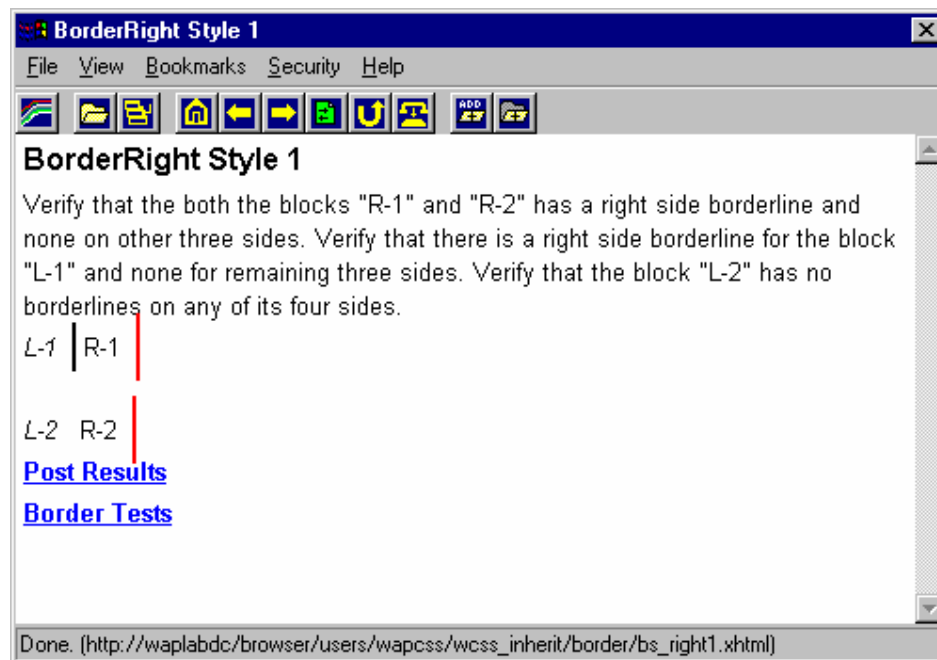 BorderRight Style 1
File View Bookmarks Security Help
ADD
BorderRight Style 1
Verify that the both the blocks "R-1" and "R-2" has a right side borderline and
none on other three sides. Verify that there is a right side borderline for the block
"L-1" and none for remaining three sides. Verify that the block "L-2" has no
borderlines on any of its four sides.
L-1 R-1
L-2 R-2
Post Results
Border Tests
Done. (http://waplabdc/browser/users/wapcss/wcss_inherit/border/bs_right1.xhtml)